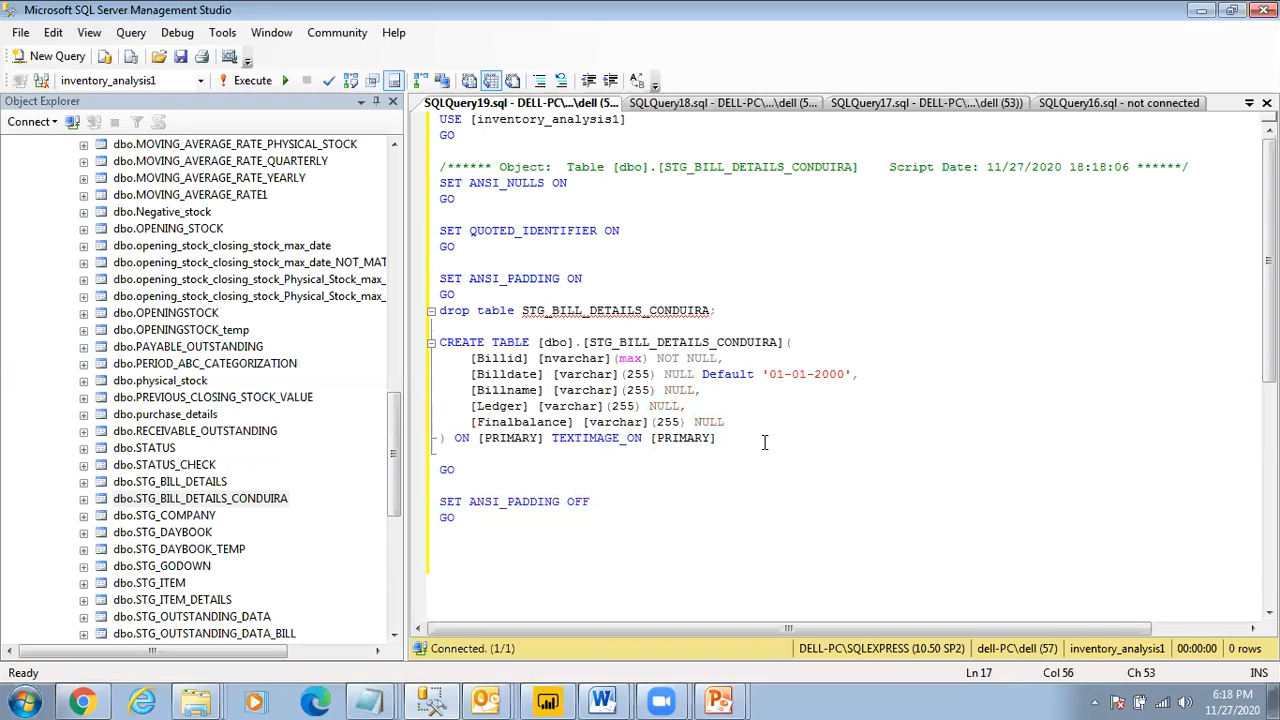 Microsoft SQL Server Management Studio
File Edit View Query Debug Tools Window Community Help
New Query
inventory_analysis1 Execute
Object Explorer
Connect
dbo.MOVING_AVERAGE_RATE_PHYSICAL_STOCK
dbo.MOVING_AVERAGE_RATE_QUARTERLY
dbo.MOVING_AVERAGE_RATE_YEARLY
dbo.MOVING_AVERAGE_RATE1
dbo.Negative_stock
dbo.OPENING_STOCK
dbo.opening_stock_closing_stock_max_date
dbo.opening_stock_closing_stock_max_date_NOT_MAT
dbo.opening_stock_closing_stock_Physical_Stock_max_
dbo.opening_stock_closing_stock_Physical_Stock_max_
dbo.OPENINGSTOCK
dbo.OPENINGSTOCK_temp
dbo.PAYABLE_OUTSTANDING
dbo.PERIOD_ABC_CATEGORIZATION
dbo.physical_stock
dbo.PREVIOUS_CLOSING_STOCK_VALUE
dbo.purchase_details
dbo.RECEIVABLE_OUTSTANDING
dbo.STATUS
dbo.STATUS_CHECK
dbo.STG_BILL_DETAILS
dbo.STG_BILL_DETAILS_CONDUIRA
dbo.STG_COMPANY
dbo.STG_DAYBOOK
dbo.STG_DAYBOOK_TEMP
dbo.STG_GODOWN
dbo.STG_ITEM
dbo.STG_ITEM_DETAILS
dbo.STG_OUTSTANDING_DATA
dbo.STG_OUTSTANDING_DATA_BILL
SQLQuery19.sql - DELL-PC\...\dell (5... SQLQuery18.sql - DELL-PC\...\dell (5... SQLQuery17.sql - DELL-PC\...\dell (53)) SQLQuery16.sql - not connected
USE [inventory_analysis1]
GO
/****** Object:  Table [dbo].[STG_BILL_DETAILS_CONDUIRA]    Script Date: 11/27/2020 18:18:06 ******/
SET ANSI_NULLS ON
GO
SET QUOTED_IDENTIFIER ON
GO
SET ANSI_PADDING ON
GO
drop table STG_BILL_DETAILS_CONDUIRA;
CREATE TABLE [dbo].[STG_BILL_DETAILS_CONDUIRA](
[Billid] [nvarchar](max) NOT NULL,
[Billdate] [varchar](255) NULL Default '01-01-2000',
[Billname] [varchar](255) NULL,
[Ledger] [varchar](255) NULL,
[Finalbalance] [varchar](255) NULL
) ON [PRIMARY] TEXTIMAGE_ON [PRIMARY]
GO
SET ANSI_PADDING OFF
GO
Connected. (1/1) DELL-PC\SQLEXPRESS (10.50 SP2) dell-PC\dell (57) inventory_analysis1 00:00:00 0 rows
Ready Ln 17 Col 56 Ch 53 INS
6:18 PM
11/27/2020